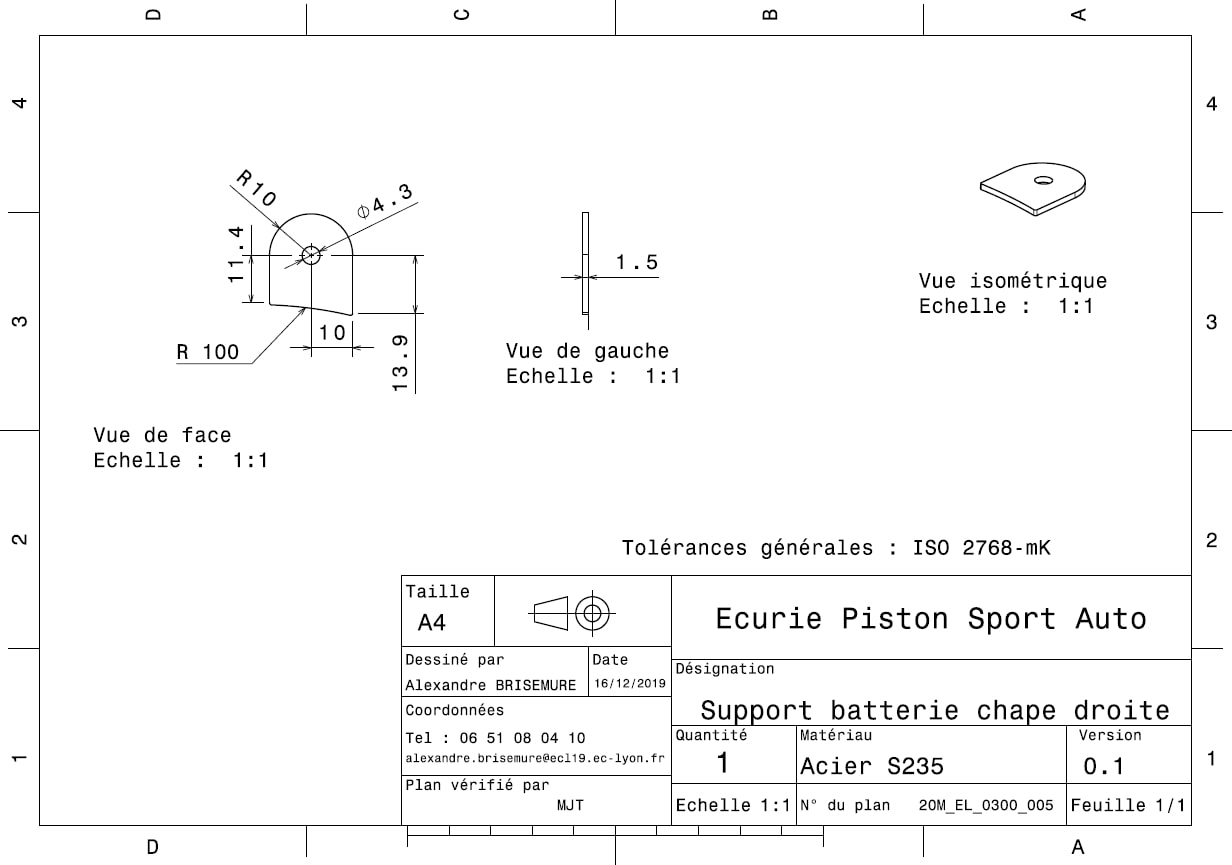 D C B A
4 4
R10
⌀4.3
11.4
1.5
Vue isométrique
Echelle : 1:1
3 3
10
R 100
13.9
Vue de gauche
Echelle : 1:1
Vue de face
Echelle : 1:1
2 2
Tolérances générales : ISO 2768-mK
Taille
A4
Ecurie Piston Sport Auto
Dessiné par
Alexandre BRISEMURE
Date
16/12/2019
Désignation
Support batterie chape droite
Coordonnées
Tel : 06 51 08 04 10
alexandre.brisemure@ecl19.ec-lyon.fr
Quantité
1
Matériau
Acier S235
Version
0.1
1 1
Plan vérifié par
MJT
Echelle 1:1
N° du plan 20M_EL_0300_005
Feuille 1/1
D A